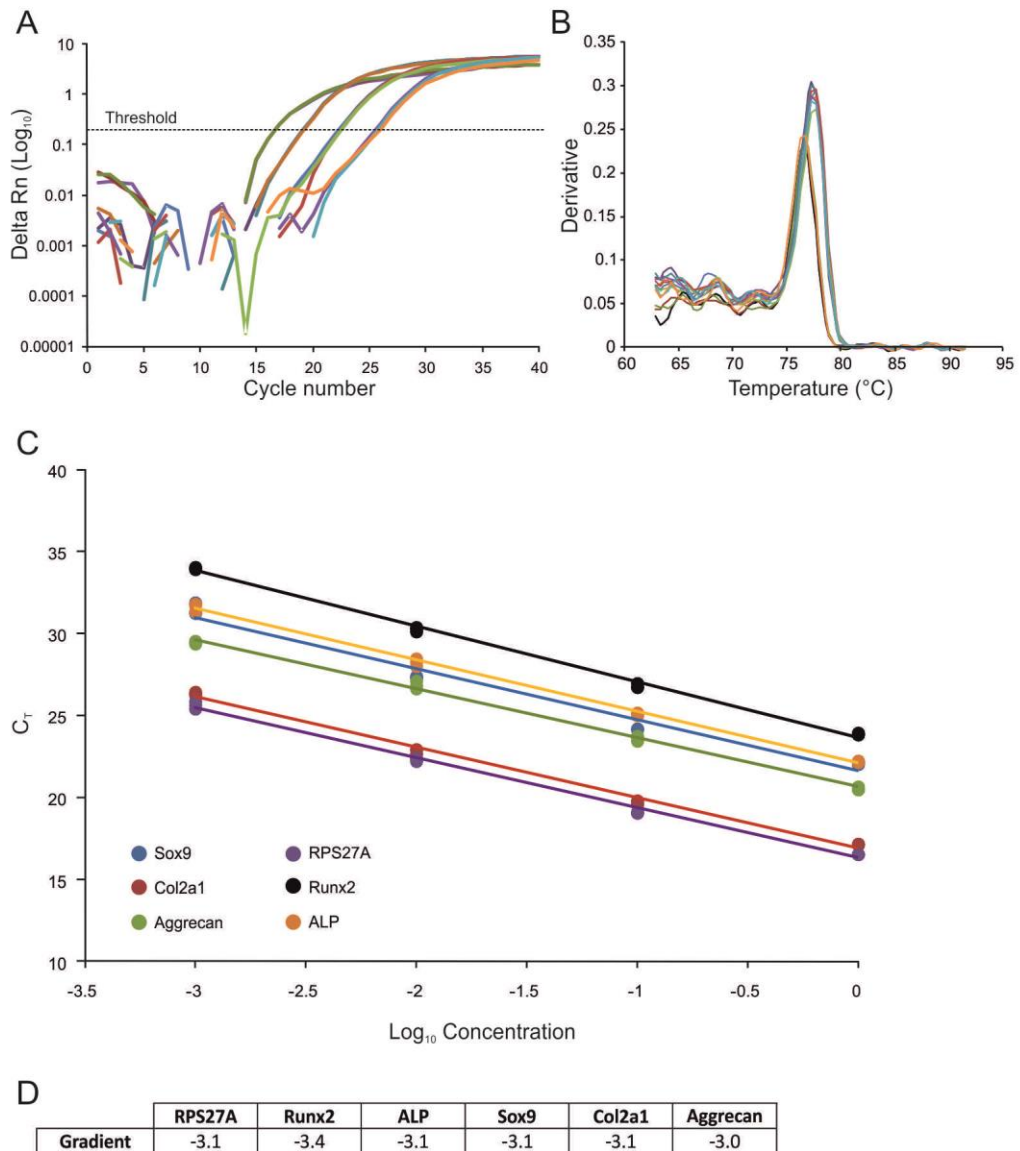 A
B
10
1
0.1
0.01
0.001
0.0001
0.00001
Threshold
Delta Rn (Log₁₀)
0 5 10 15 20 25 30 35 40
Cycle number
0.35
0.3
0.25
0.2
0.15
0.1
0.05
0
Derivative
60 65 70 75 80 85 90 95
Temperature (°C)
C
40
35
30
25
20
15
10
C_T
Sox9
Col2a1
Aggrecan
RPS27A
Runx2
ALP
-3.5 -3 -2.5 -2 -1.5 -1 -0.5 0
Log₁₀ Concentration
D
RPS27A Runx2 ALP Sox9 Col2a1 Aggrecan
Gradient -3.1 -3.4 -3.1 -3.1 -3.1 -3.0